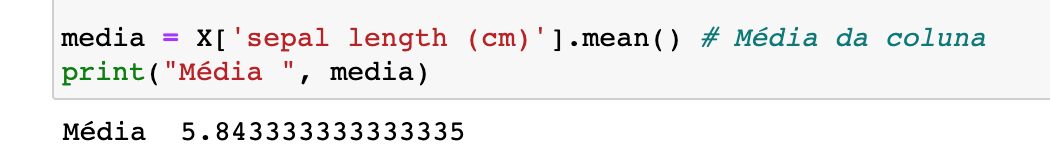 media = X['sepal length (cm)'].mean() # Média da coluna
print("Média ", media)
Média  5.843333333333335